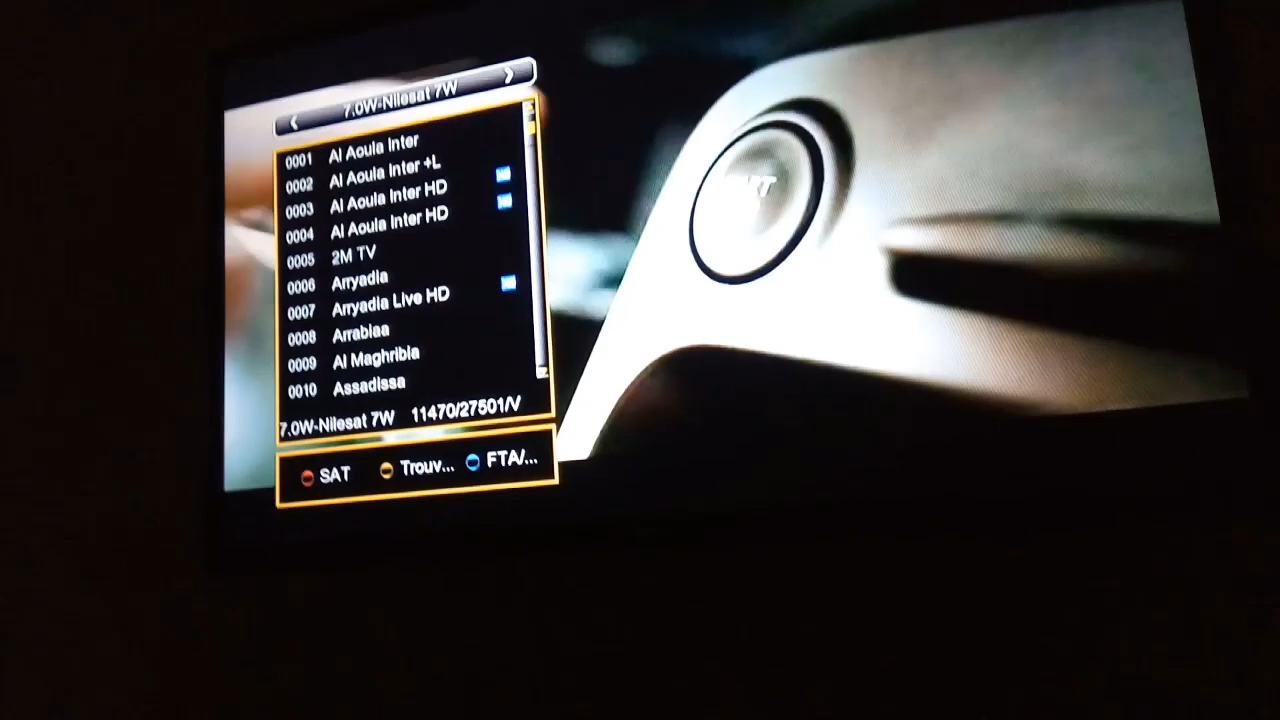 7.0W-Nilesat 7W
0001 Al Aoula Inter
0002 Al Aoula Inter +L
0003 Al Aoula Inter HD
0004 Al Aoula Inter HD
0005 2M TV
0006 Arryadia
0007 Arryadia Live HD
0008 Arrabiaa
0009 Al Maghribia
0010 Assadissa
7.0W-Nilesat 7W 11470/27501/V
SAT Trouv... FTA/...